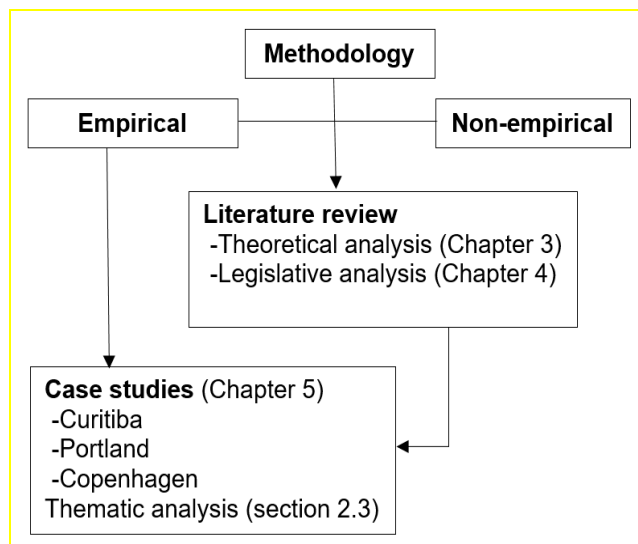 Methodology
Empirical
Non-empirical
Literature review
-Theoretical analysis (Chapter 3)
-Legislative analysis (Chapter 4)
Case studies (Chapter 5)
-Curitiba
-Portland
-Copenhagen
Thematic analysis (section 2.3)